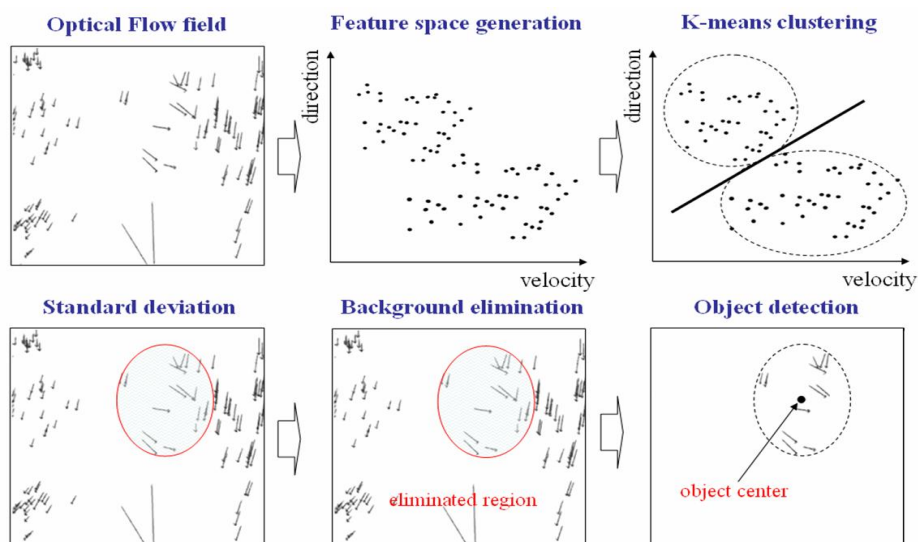 Optical Flow field
Feature space generation
K-means clustering
direction
velocity
direction
velocity
Standard deviation
Background elimination
Object detection
eliminated region
object center